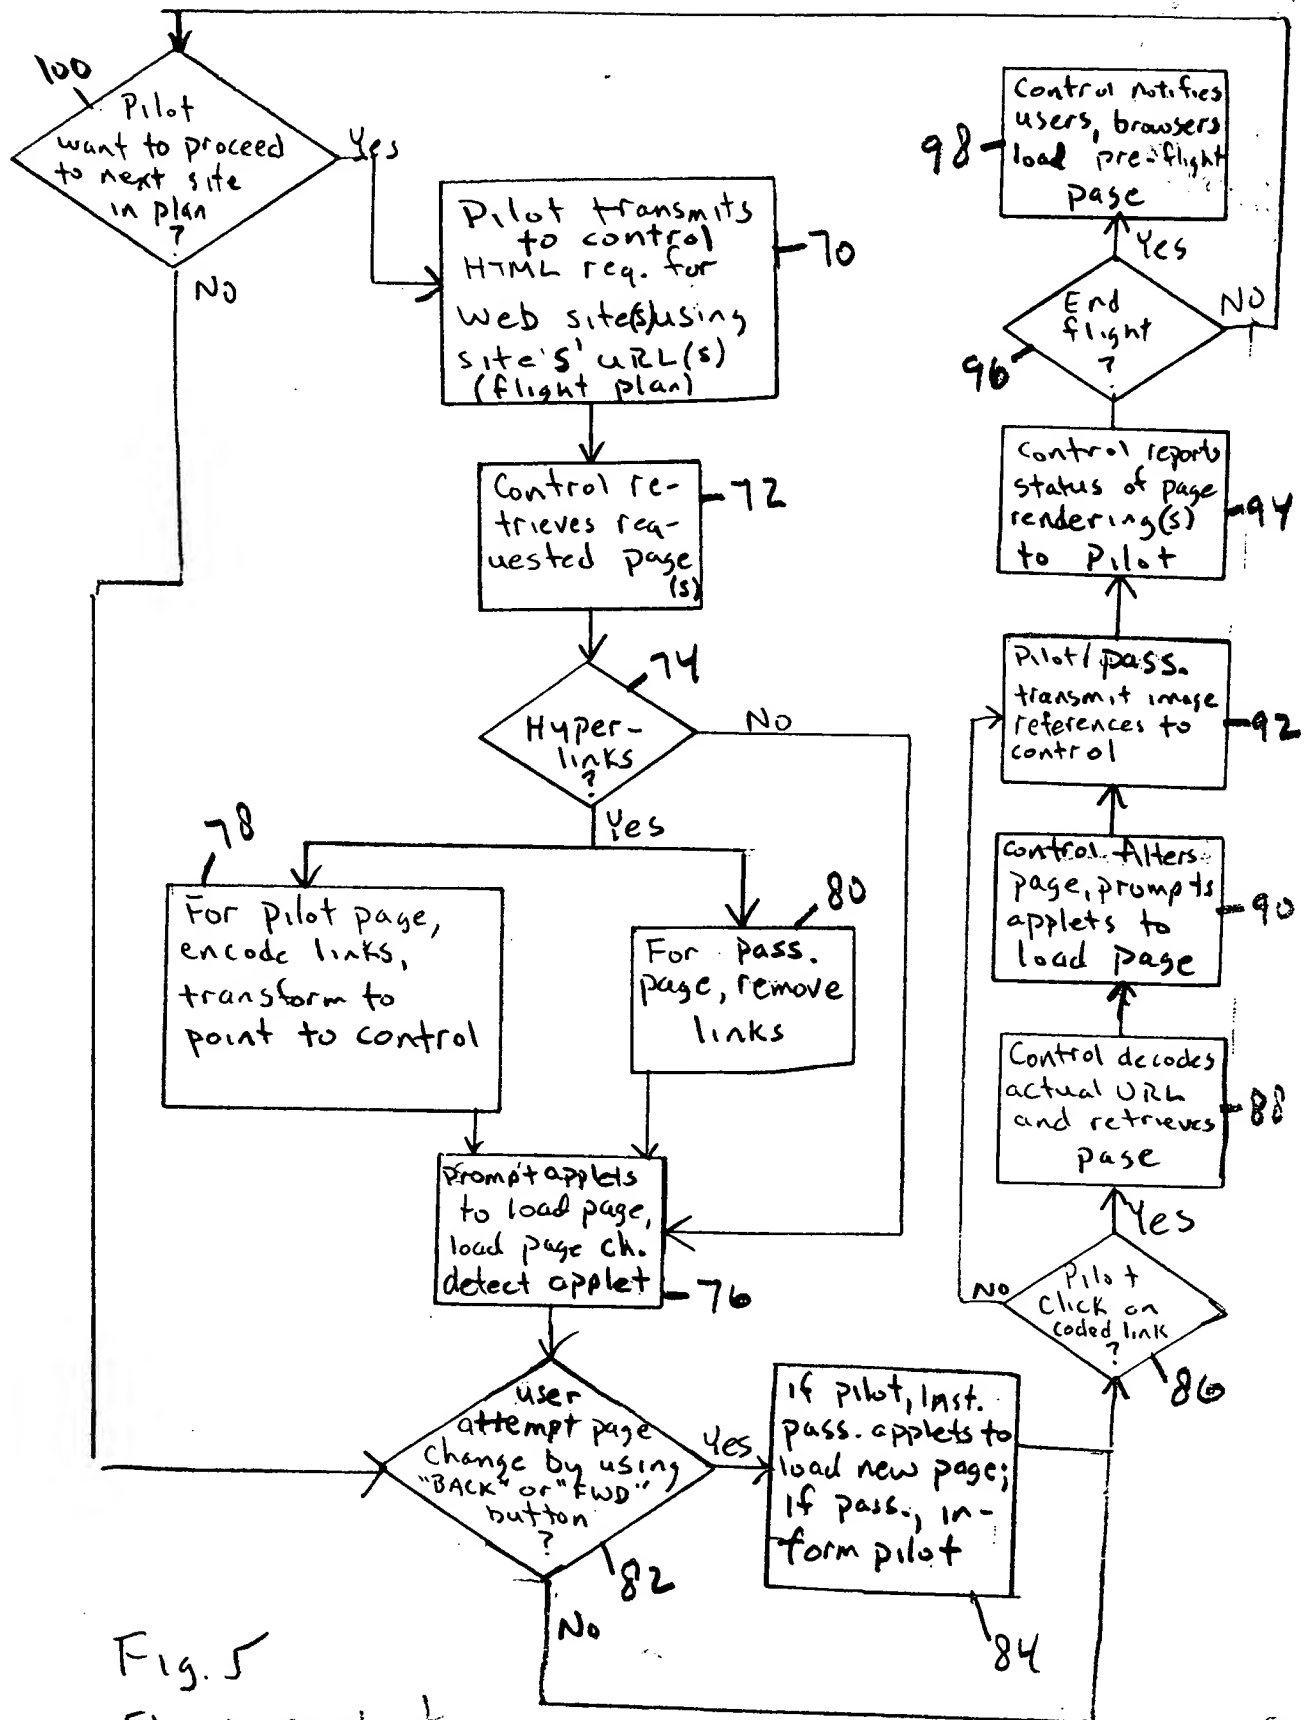 100
Pilot
want to proceed
to next site
in plan
?
Yes
NO
Pilot transmits
to control
HTML req. for
Web site(s) using
site's' URL(s)
(flight plan)
70
Control re-
trieves req-
uested page
(s)
72
74
Hyper-
links
?
NO
Yes
78
For pilot page,
encode links,
transform to
point to control
80
For pass.
page, remove
links
Prompt applets
to load page,
load page ch.
detect applet
76
user
attempt page
change by using
"BACK" or "FWD"
button
?
82
Yes
No
if pilot, Inst.
pass. applets to
load new page;
if pass., in-
form pilot
84
Pilot
Click on
coded link
?
86
NO
Yes
Control decodes
actual URL
and retrieves
page
88
control filters
page, prompts
applets to
load page
90
Pilot/pass.
transmit image
references to
control
92
Control reports
status of page
rendering(s)
to Pilot
94
End
flight
?
96
NO
Yes
Control notifies
users, browsers
load pre-flight
page
98
Fig. 5